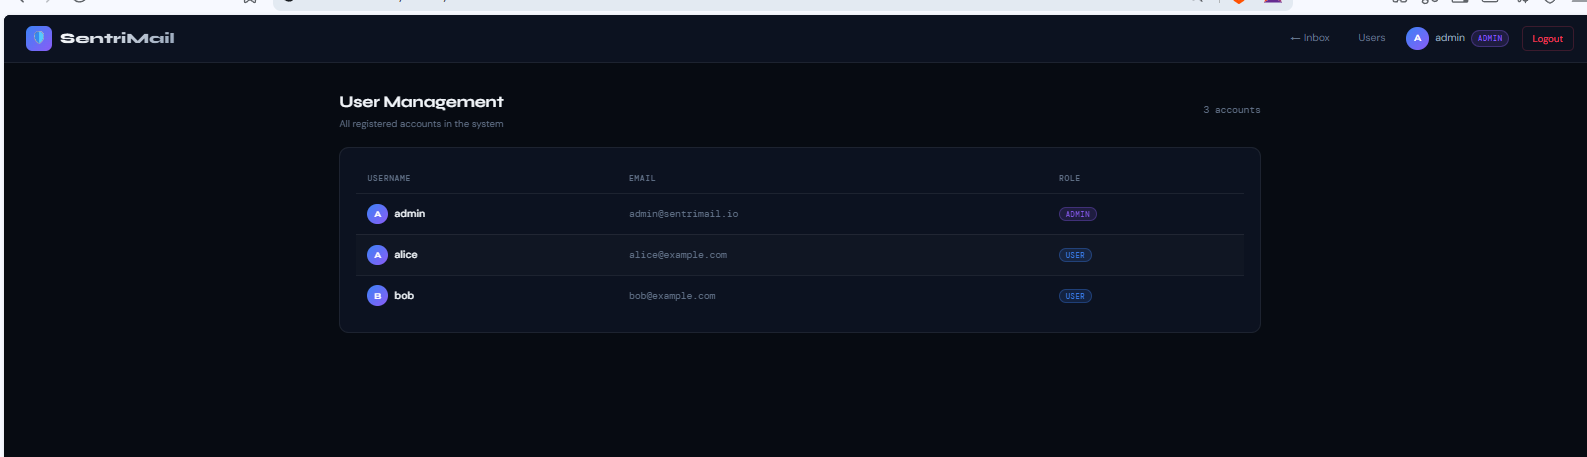 SentriMail
← Inbox Users A admin ADMIN Logout
User Management
All registered accounts in the system
3 accounts
USERNAME EMAIL ROLE
A admin admin@sentrimail.io ADMIN
A alice alice@example.com USER
B bob bob@example.com USER